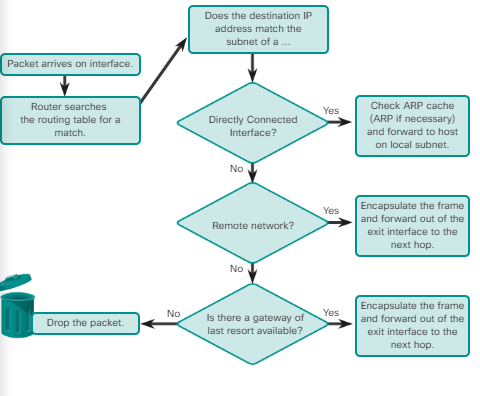 Does the destination IP
address match the
subnet of a ...
Packet arrives on interface.
Router searches
the routing table for a
match.
Directly Connected
Interface?
Yes
Check ARP cache
(ARP if necessary)
and forward to host
on local subnet.
No
Remote network?
Yes
Encapsulate the frame
and forward out of the
exit interface to the
next hop.
No
Is there a gateway of
last resort available?
Yes
Encapsulate the frame
and forward out of the
exit interface to the
next hop.
No
Drop the packet.